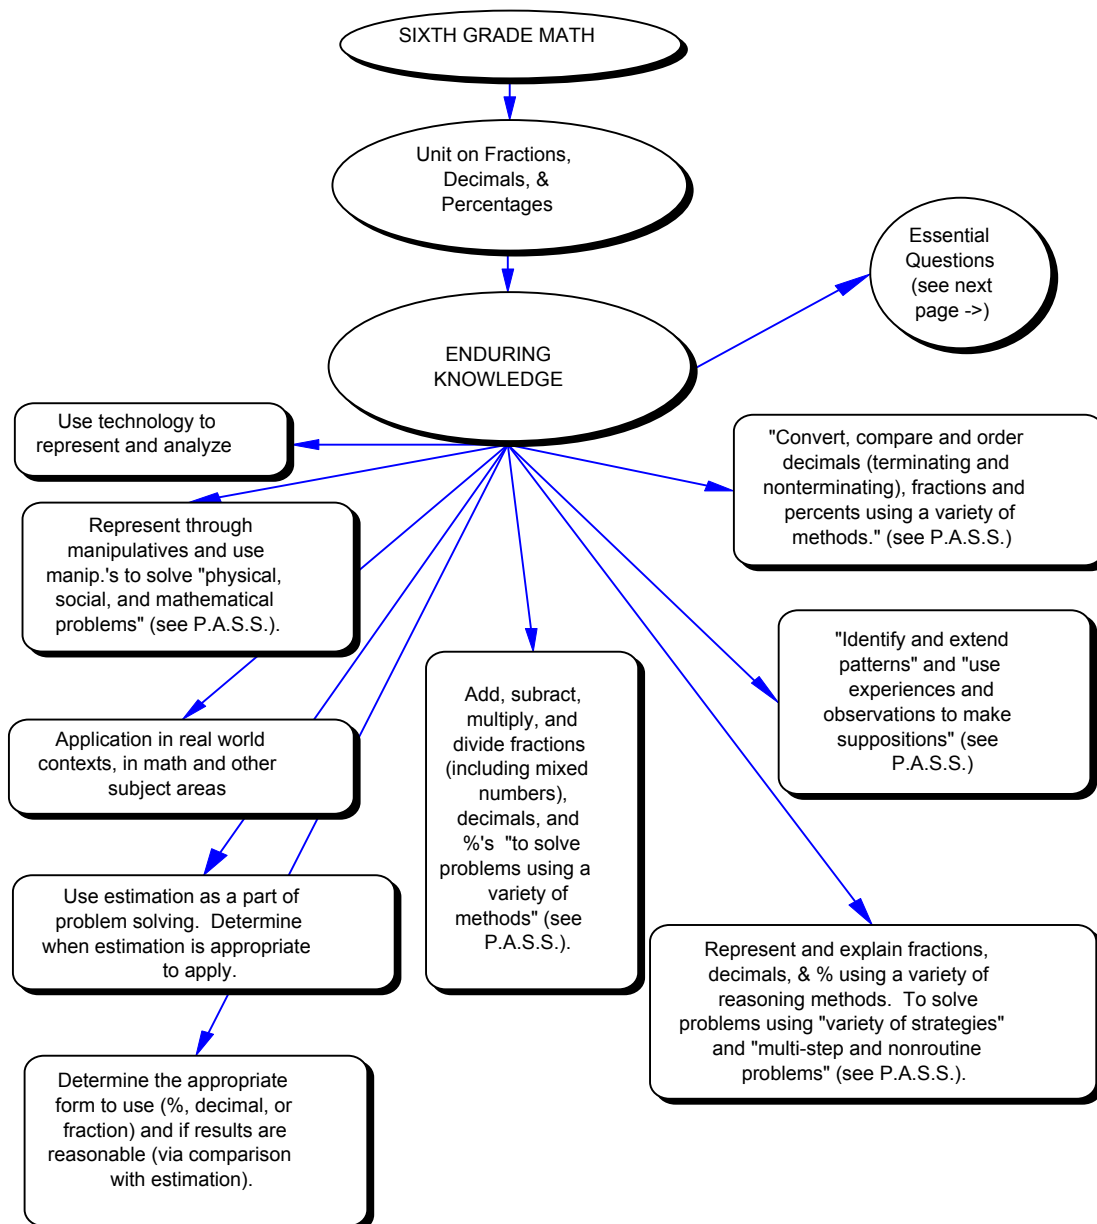 SIXTH GRADE MATH
Unit on Fractions,
Decimals, &
Percentages
Essential
Questions
(see next
page ->)
ENDURING
KNOWLEDGE
Use technology to
represent and analyze
"Convert, compare and order
decimals (terminating and
nonterminating), fractions and
percents using a variety of
methods." (see P.A.S.S.)
Represent through
manipulatives and use
manip.'s to solve "physical,
social, and mathematical
problems" (see P.A.S.S.).
"Identify and extend
patterns" and "use
experiences and
observations to make
suppositions" (see
P.A.S.S.)
Add, subract,
multiply, and
divide fractions
(including mixed
numbers),
decimals, and
%'s "to solve
problems using a
variety of
methods" (see
P.A.S.S.).
Application in real world
contexts, in math and other
subject areas
Use estimation as a part of
problem solving. Determine
when estimation is appropriate
to apply.
Represent and explain fractions,
decimals, & % using a variety of
reasoning methods. To solve
problems using "variety of strategies"
and "multi-step and nonroutine
problems" (see P.A.S.S.).
Determine the appropriate
form to use (%, decimal, or
fraction) and if results are
reasonable (via comparison
with estimation).